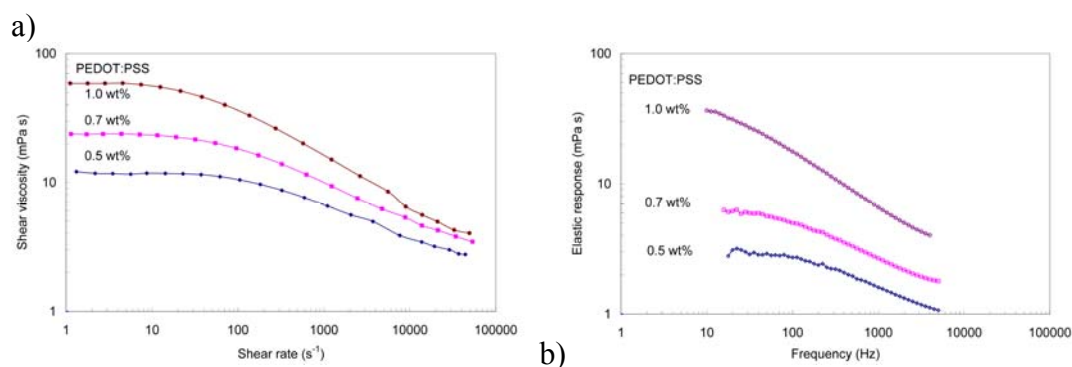 a)
100
10
1
Shear viscosity (mPa s)
PEDOT:PSS
1.0 wt%
0.7 wt%
0.5 wt%
1 10 100 1000 10000 100000
Shear rate (s⁻¹)
b)
100
10
1
Elastic response (mPa s)
PEDOT:PSS
1.0 wt%
0.7 wt%
0.5 wt%
1 10 100 1000 10000 100000
Frequency (Hz)